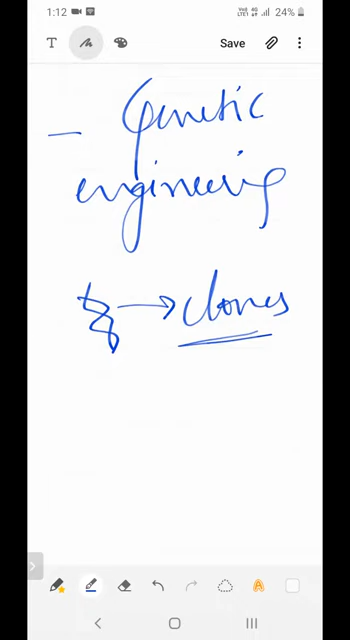 1:12 24%
T Save
– Genetic
engineering
→ clones